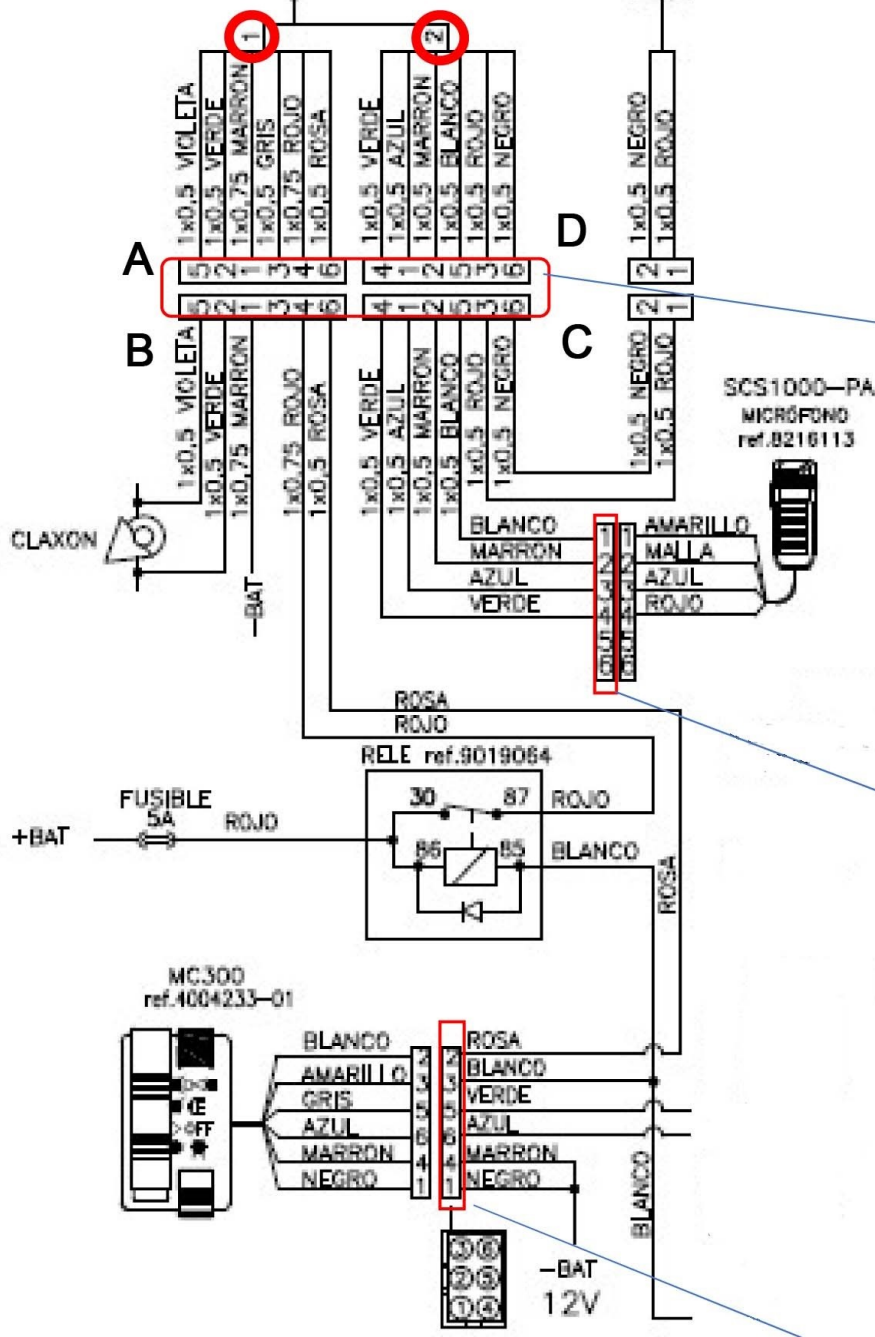 1
2
1x0,5 VIOLETA
1x0,5 VERDE
1x0,75 MARRON
1x0,5 GRIS
1x0,75 ROJO
1x0,5 ROSA
1x0,5 VERDE
1x0,5 AZUL
1x0,5 MARRON
1x0,5 BLANCO
1x0,5 ROJO
1x0,5 NEGRO
1x0,5 NEGRO
1x0,5 ROJO
A
D
5 2 1 3 4 6
4 1 2 5 3 6
2 1
5 2 1 3 4 6
4 1 2 5 3 6
2 1
B
C
1x0,5 VIOLETA
1x0,5 VERDE
1x0,75 MARRON
1x0,75 ROJO
1x0,5 ROSA
1x0,5 VERDE
1x0,5 AZUL
1x0,5 MARRON
1x0,5 BLANCO
1x0,5 ROJO
1x0,5 NEGRO
1x0,5 NEGRO
1x0,5 ROJO
SCS1000-PA
MICRÓFONO
ref.8216113
CLAXON
-BAT
BLANCO 1 1 AMARILLO
MARRON 2 2 MALLA
AZUL 3 3 AZUL
VERDE 4 4 ROJO
5 5
6 6
ROSA
ROJO
RELE ref.9019064
FUSIBLE
5A
+BAT
ROJO
30 87 ROJO
86 85 BLANCO
ROSA
MC300
ref.4004233-01
OFF
BLANCO 2 2 ROSA
AMARILLO 3 3 BLANCO
GRIS 5 5 VERDE
AZUL 6 6 AZUL
MARRON 4 4 MARRON
NEGRO 1 1 NEGRO
BLANCO
3 6
2 5
1 4
-BAT
12V